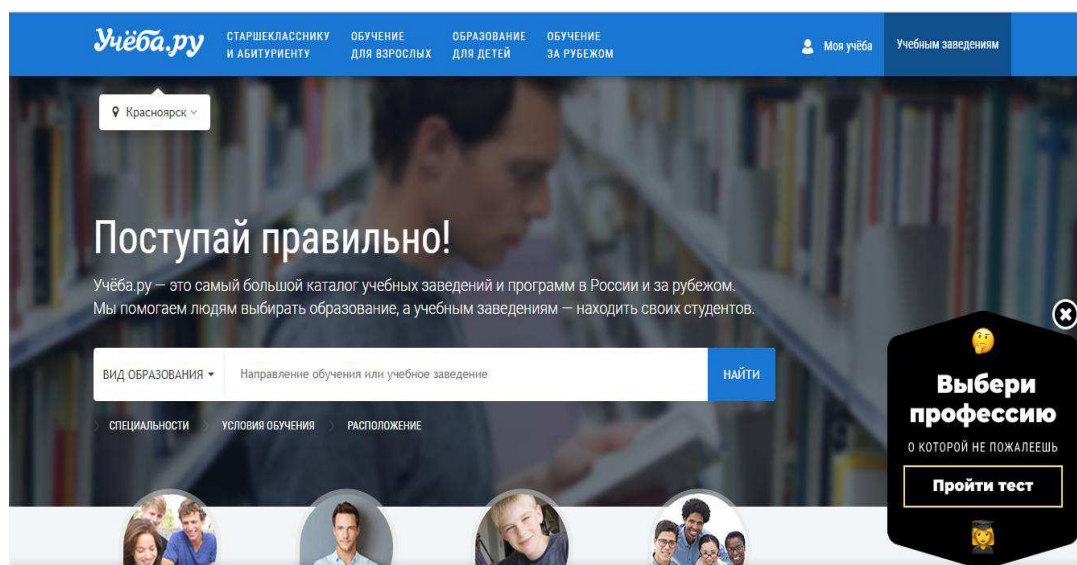 Учёба.ру
СТАРШЕКЛАССНИКУ
И АБИТУРИЕНТУ
ОБУЧЕНИЕ
ДЛЯ ВЗРОСЛЫХ
ОБРАЗОВАНИЕ
ДЛЯ ДЕТЕЙ
ОБУЧЕНИЕ
ЗА РУБЕЖОМ
Моя учёба
Учебным заведениям
Красноярск
Поступай правильно!
Учёба.ру — это самый большой каталог учебных заведений и программ в России и за рубежом.
Мы помогаем людям выбирать образование, а учебным заведениям — находить своих студентов.
ВИД ОБРАЗОВАНИЯ
Направление обучения или учебное заведение
НАЙТИ
СПЕЦИАЛЬНОСТИ
УСЛОВИЯ ОБУЧЕНИЯ
РАСПОЛОЖЕНИЕ
Выбери
профессию
О КОТОРОЙ НЕ ПОЖАЛЕЕШЬ
Пройти тест